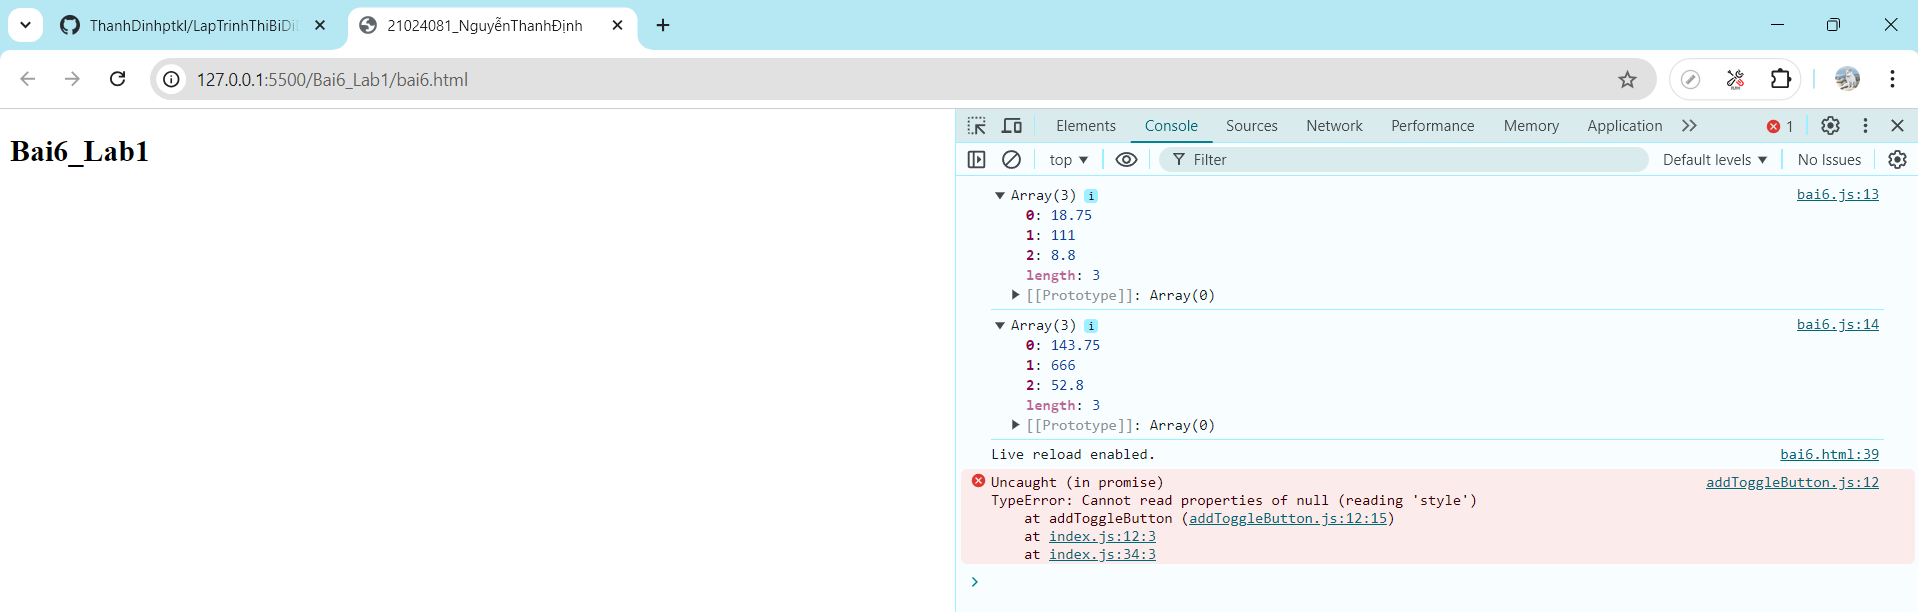 ThanhDinhptkl/LapTrinhThiBiDi
21024081_NguyễnThanhĐịnh
127.0.0.1:5500/Bai6_Lab1/bai6.html
Bai6_Lab1
Elements Console Sources Network Performance Memory Application 1
top Filter Default levels No Issues
Array(3) i bai6.js:13
0: 18.75
1: 111
2: 8.8
length: 3
[[Prototype]]: Array(0)
Array(3) i bai6.js:14
0: 143.75
1: 666
2: 52.8
length: 3
[[Prototype]]: Array(0)
Live reload enabled. bai6.html:39
Uncaught (in promise) addToggleButton.js:12
TypeError: Cannot read properties of null (reading 'style')
at addToggleButton (addToggleButton.js:12:15)
at index.js:12:3
at index.js:34:3